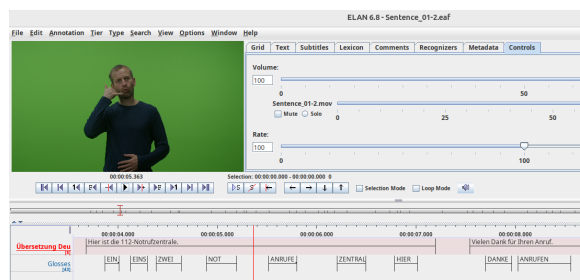 ELAN 6.8 - Sentence_01-2.eaf
File Edit Annotation Tier Type Search View Options Window Help
Grid Text Subtitles Lexicon Comments Recognizers Metadata Controls
Volume:
100
0 50
Sentence_01-2.mov
Mute Solo 0 25 50
Rate:
100
0 100
00:00:05.363 Selection: 00:00:00.000 - 00:00:00.000 0
Selection Mode Loop Mode
00:00:04.000 00:00:05.000 00:00:06.000 00:00:07.000 00:00:08.000
Übersetzung Deu Hier ist die 112-Notrufzentrale. Vielen Dank für Ihren Anruf.
Glosses EIN EINS ZWEI NOT ANRUFE ZENTRAL HIER DANKE ANRUFEN